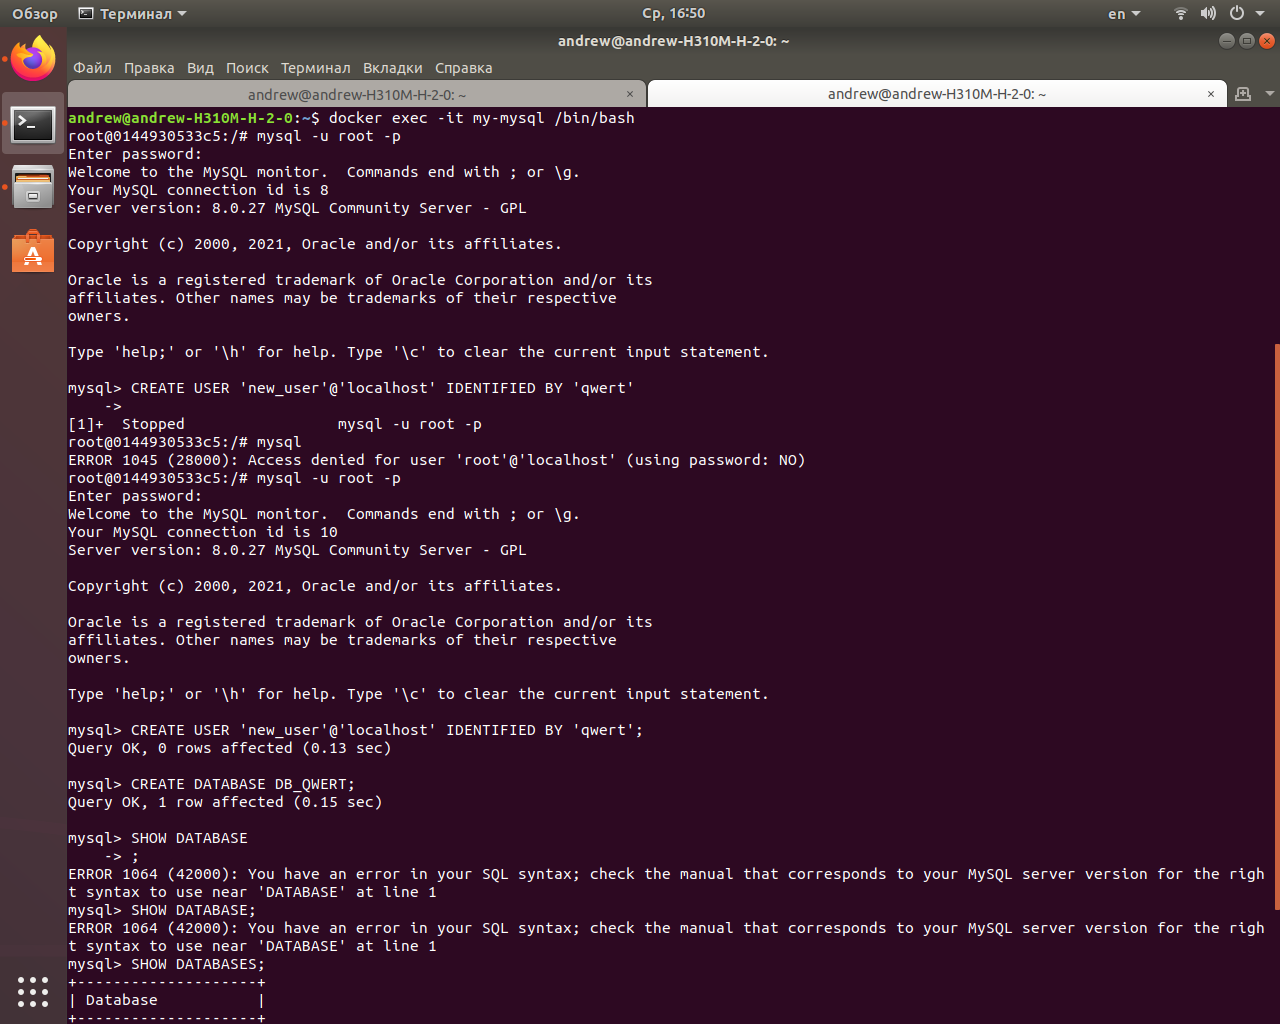 Обзор Терминал Ср, 16:50 en
andrew@andrew-H310M-H-2-0: ~
Файл Правка Вид Поиск Терминал Вкладки Справка
andrew@andrew-H310M-H-2-0: ~ × andrew@andrew-H310M-H-2-0: ~ ×
andrew@andrew-H310M-H-2-0:~$ docker exec -it my-mysql /bin/bash
root@0144930533c5:/# mysql -u root -p
Enter password:
Welcome to the MySQL monitor.  Commands end with ; or \g.
Your MySQL connection id is 8
Server version: 8.0.27 MySQL Community Server - GPL

Copyright (c) 2000, 2021, Oracle and/or its affiliates.

Oracle is a registered trademark of Oracle Corporation and/or its
affiliates. Other names may be trademarks of their respective
owners.

Type 'help;' or '\h' for help. Type '\c' to clear the current input statement.

mysql> CREATE USER 'new_user'@'localhost' IDENTIFIED BY 'qwert'
    ->
[1]+  Stopped                 mysql -u root -p
root@0144930533c5:/# mysql
ERROR 1045 (28000): Access denied for user 'root'@'localhost' (using password: NO)
root@0144930533c5:/# mysql -u root -p
Enter password:
Welcome to the MySQL monitor.  Commands end with ; or \g.
Your MySQL connection id is 10
Server version: 8.0.27 MySQL Community Server - GPL

Copyright (c) 2000, 2021, Oracle and/or its affiliates.

Oracle is a registered trademark of Oracle Corporation and/or its
affiliates. Other names may be trademarks of their respective
owners.

Type 'help;' or '\h' for help. Type '\c' to clear the current input statement.

mysql> CREATE USER 'new_user'@'localhost' IDENTIFIED BY 'qwert';
Query OK, 0 rows affected (0.13 sec)

mysql> CREATE DATABASE DB_QWERT;
Query OK, 1 row affected (0.15 sec)

mysql> SHOW DATABASE
    -> ;
ERROR 1064 (42000): You have an error in your SQL syntax; check the manual that corresponds to your MySQL server version for the righ
t syntax to use near 'DATABASE' at line 1
mysql> SHOW DATABASE;
ERROR 1064 (42000): You have an error in your SQL syntax; check the manual that corresponds to your MySQL server version for the righ
t syntax to use near 'DATABASE' at line 1
mysql> SHOW DATABASES;
+--------------------+
| Database           |
+--------------------+